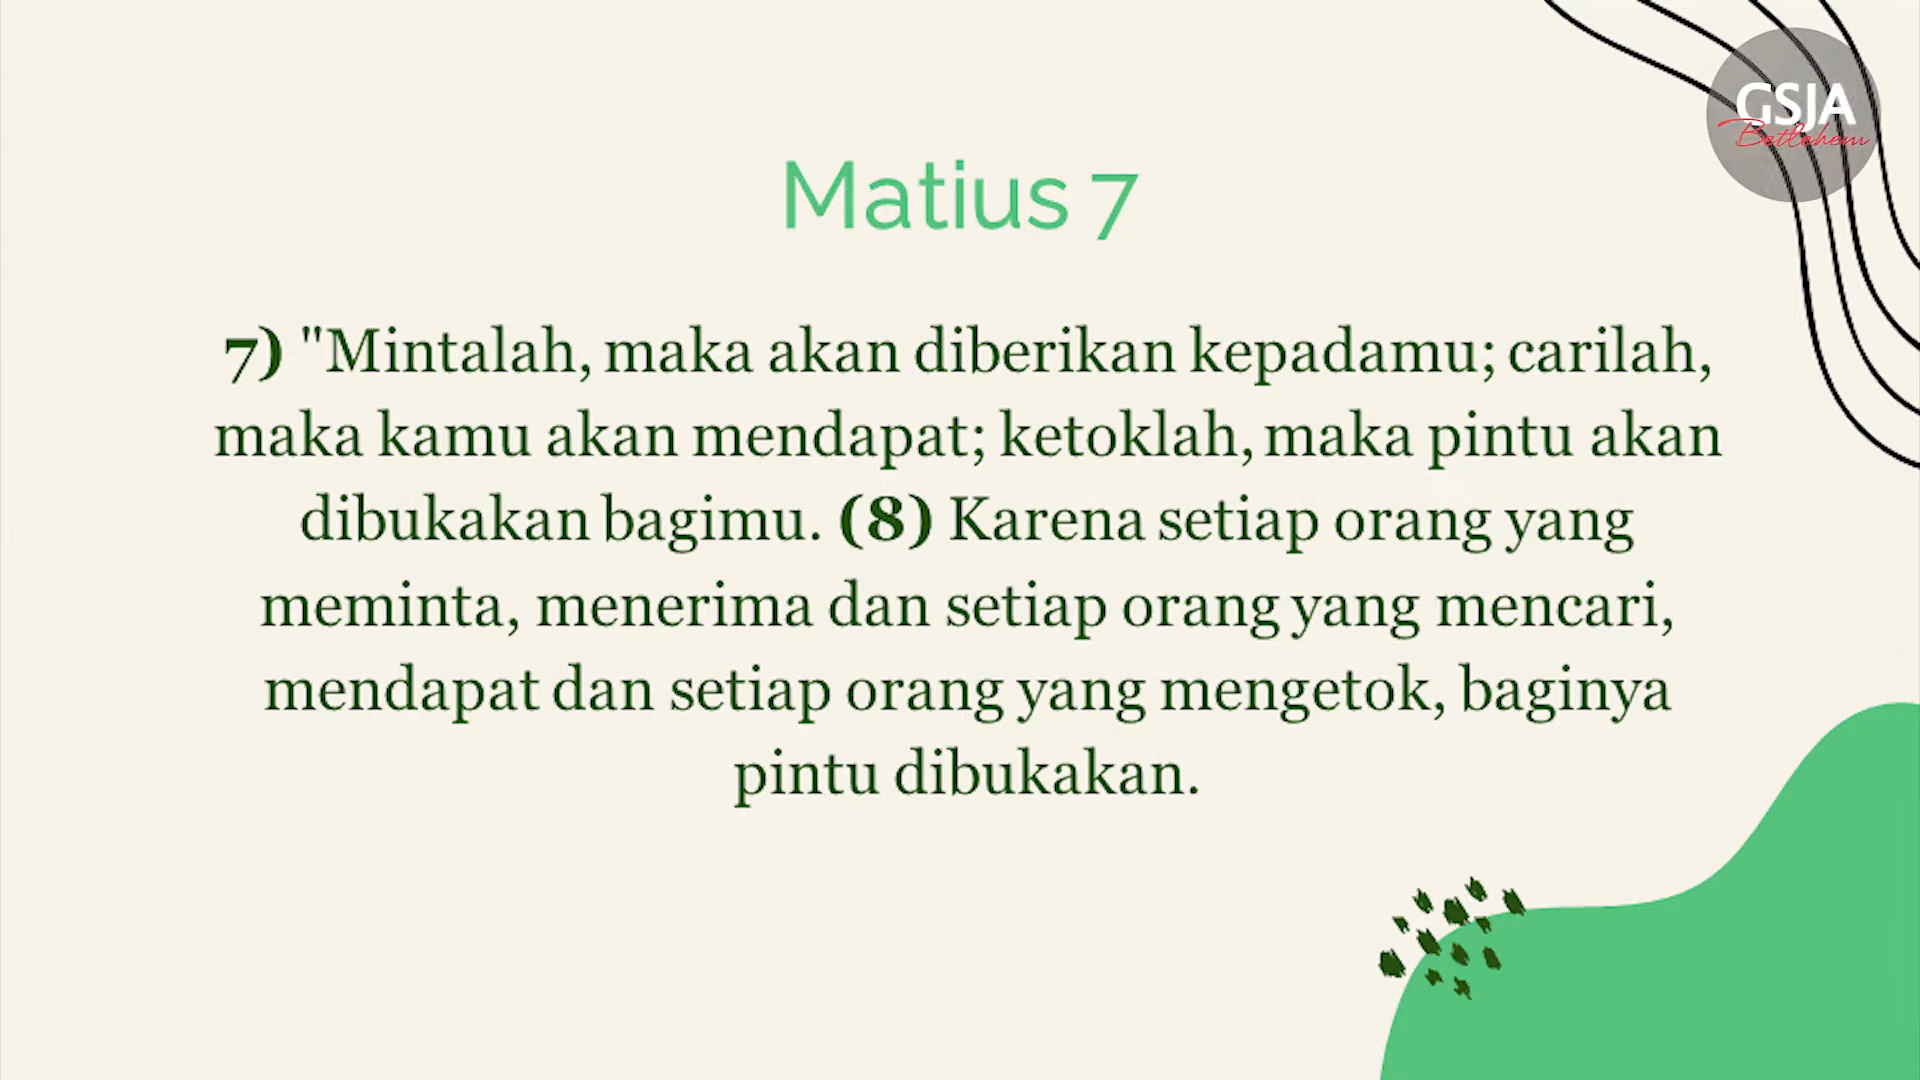 GSJA
Betlehem
Matius 7
7) "Mintalah, maka akan diberikan kepadamu; carilah,
maka kamu akan mendapat; ketoklah, maka pintu akan
dibukakan bagimu. (8) Karena setiap orang yang
meminta, menerima dan setiap orang yang mencari,
mendapat dan setiap orang yang mengetok, baginya
pintu dibukakan.